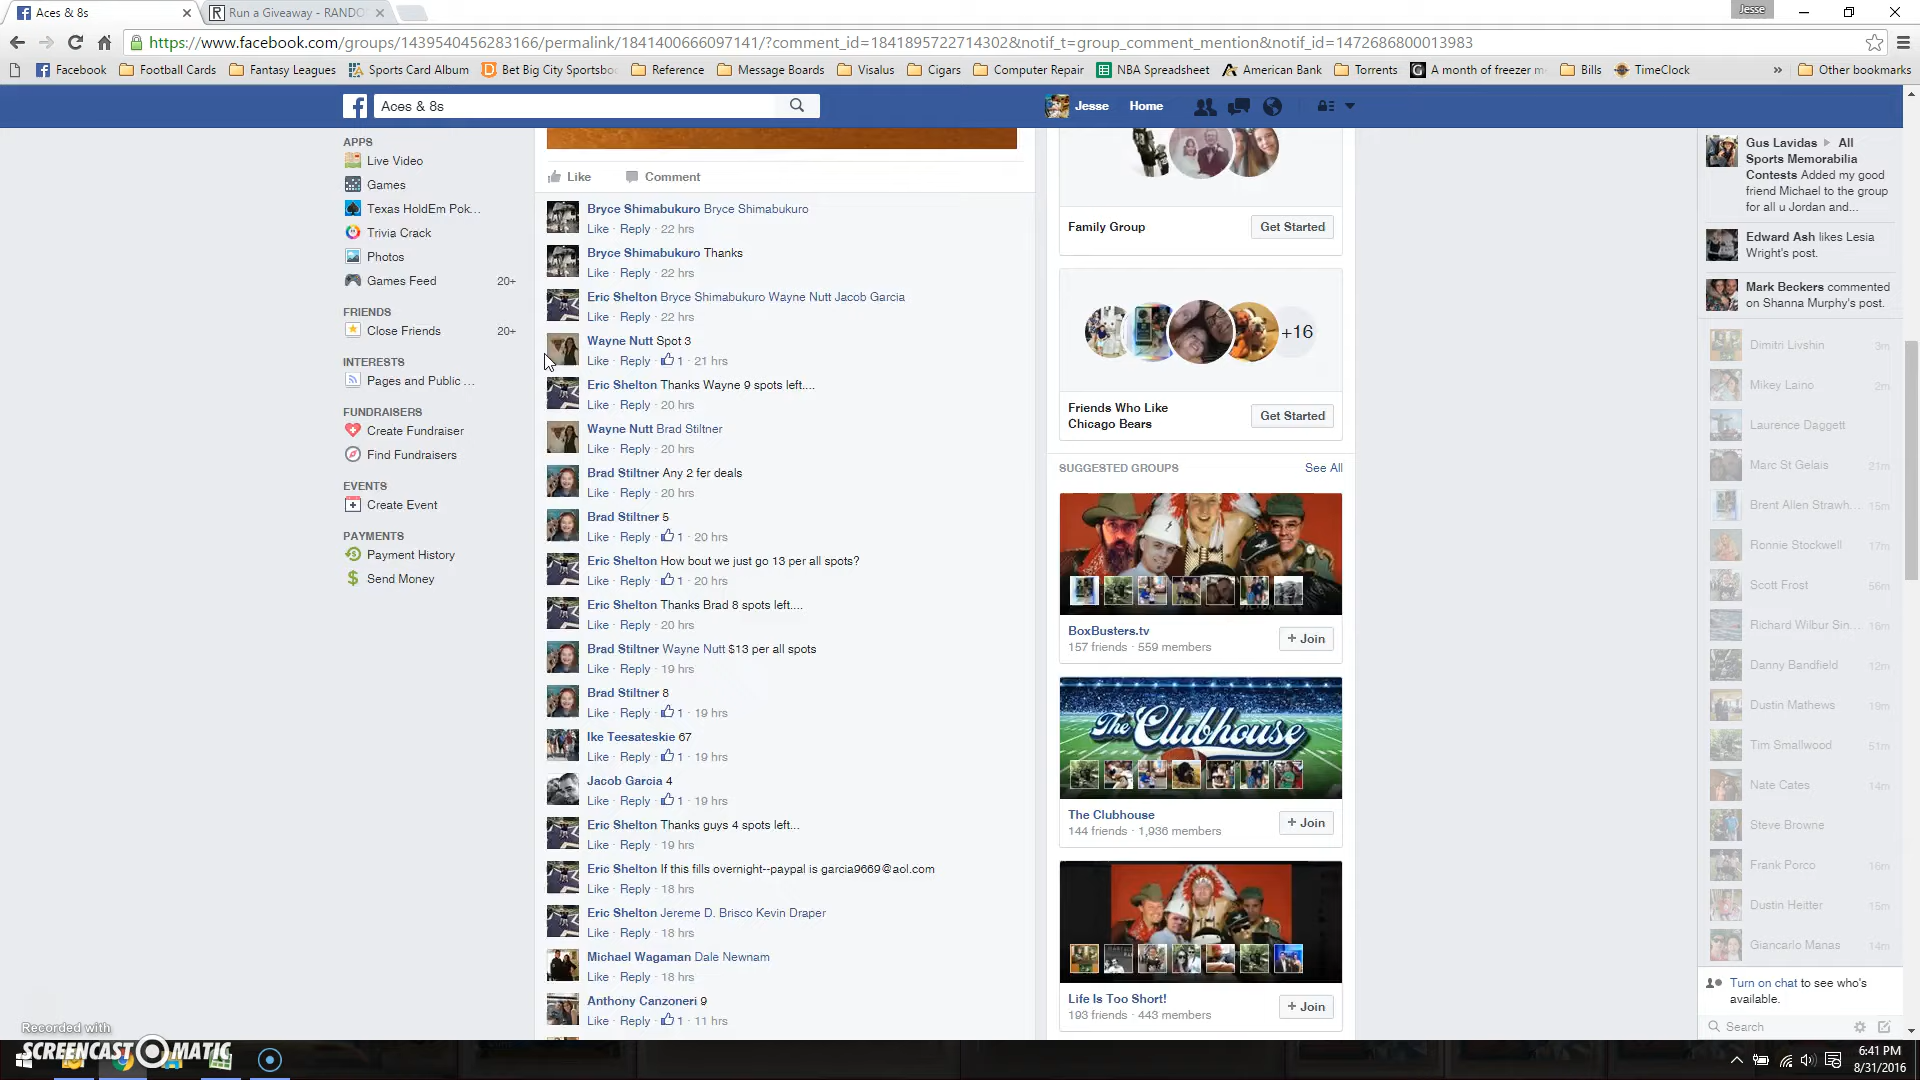 Aces & 8s
Run a Giveaway - RANDO
Jesse
https://www.facebook.com/groups/1439540456283166/permalink/1841400666097141/?comment_id=1841895722714302&notif_t=group_comment_mention&notif_id=1472686800013983
Facebook Football Cards Fantasy Leagues Sports Card Album Bet Big City Sportsbo Reference Message Boards Visalus Cigars Computer Repair NBA Spreadsheet American Bank Torrents A month of freezer m Bills TimeClock » Other bookmarks
Aces & 8s
Jesse Home
APPS
Live Video
Games
Texas HoldEm Pok...
Trivia Crack
Photos
Games Feed 20+
FRIENDS
Close Friends 20+
INTERESTS
Pages and Public ...
FUNDRAISERS
Create Fundraiser
Find Fundraisers
EVENTS
Create Event
PAYMENTS
Payment History
Send Money
Like Comment
Bryce Shimabukuro Bryce Shimabukuro
Like · Reply · 22 hrs
Bryce Shimabukuro Thanks
Like · Reply · 22 hrs
Eric Shelton Bryce Shimabukuro Wayne Nutt Jacob Garcia
Like · Reply · 22 hrs
Wayne Nutt Spot 3
Like · Reply · 1 · 21 hrs
Eric Shelton Thanks Wayne 9 spots left....
Like · Reply · 20 hrs
Wayne Nutt Brad Stiltner
Like · Reply · 20 hrs
Brad Stiltner Any 2 fer deals
Like · Reply · 20 hrs
Brad Stiltner 5
Like · Reply · 1 · 20 hrs
Eric Shelton How bout we just go 13 per all spots?
Like · Reply · 1 · 20 hrs
Eric Shelton Thanks Brad 8 spots left....
Like · Reply · 20 hrs
Brad Stiltner Wayne Nutt $13 per all spots
Like · Reply · 19 hrs
Brad Stiltner 8
Like · Reply · 1 · 19 hrs
Ike Teesateskie 67
Like · Reply · 1 · 19 hrs
Jacob Garcia 4
Like · Reply · 1 · 19 hrs
Eric Shelton Thanks guys 4 spots left...
Like · Reply · 19 hrs
Eric Shelton If this fills overnight--paypal is garcia9669@aol.com
Like · Reply · 18 hrs
Eric Shelton Jereme D. Brisco Kevin Draper
Like · Reply · 18 hrs
Michael Wagaman Dale Newnam
Like · Reply · 18 hrs
Anthony Canzoneri 9
Like · Reply · 1 · 11 hrs
Family Group
Get Started
+16
Friends Who Like
Chicago Bears
Get Started
SUGGESTED GROUPS See All
BoxBusters.tv
157 friends · 559 members
+ Join
The Clubhouse
The Clubhouse
144 friends · 1,936 members
+ Join
Life Is Too Short!
193 friends · 443 members
+ Join
Gus Lavidas ▶ All
Sports Memorabilia
Contests Added my good
friend Michael to the group
for all u Jordan and...
Edward Ash likes Lesia
Wright's post.
Mark Beckers commented
on Shanna Murphy's post.
Dimitri Livshin 3m
Mikey Laino 2m
Laurence Daggett
Marc St Gelais 21m
Brent Allen Strawh... 15m
Ronnie Stockwell 17m
Scott Frost 56m
Richard Wilbur Sin... 16m
Danny Bandfield 12m
Dustin Mathews 19m
Tim Smallwood 51m
Nate Cates 14m
Steve Browne
Frank Porco 16m
Dustin Heitter 15m
Giancarlo Manas 14m
Turn on chat to see who's
available.
Search
Recorded with
SCREENCAST MATIC
6:41 PM
8/31/2016